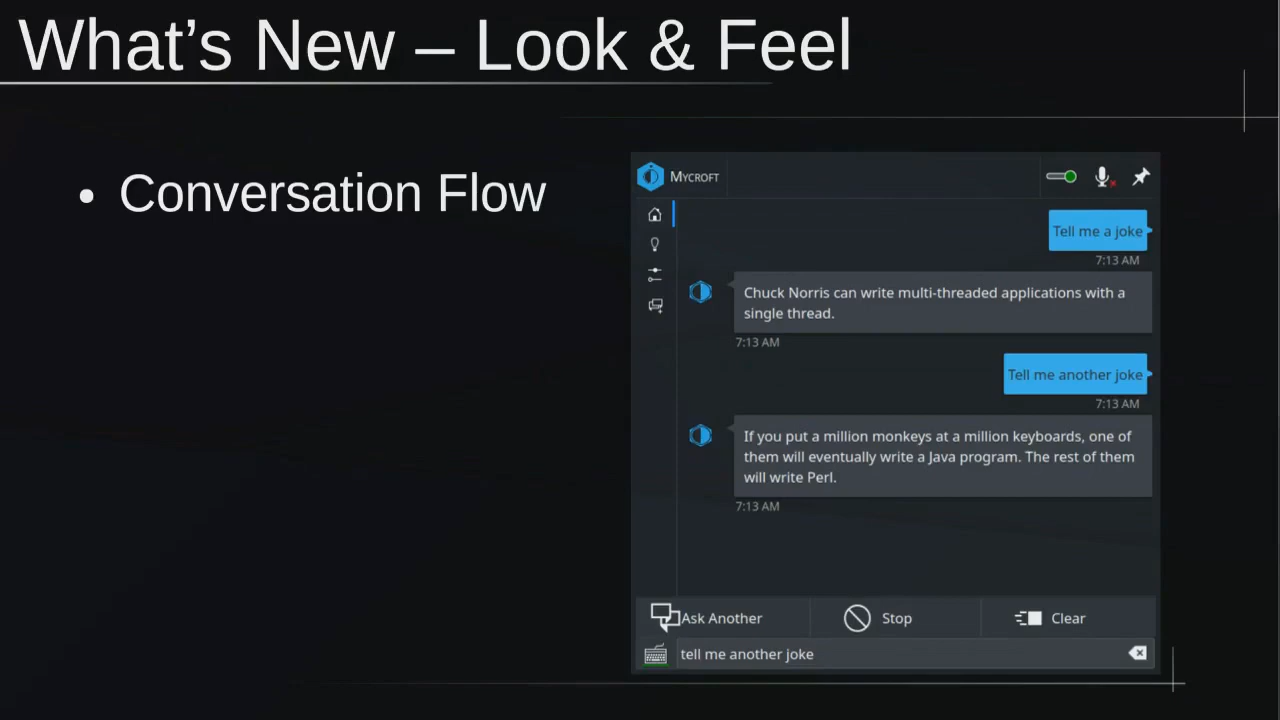 What’s New – Look & Feel
• Conversation Flow
MYCROFT
Tell me a joke
7:13 AM
Chuck Norris can write multi-threaded applications with a
single thread.
7:13 AM
Tell me another joke
7:13 AM
If you put a million monkeys at a million keyboards, one of
them will eventually write a Java program. The rest of them
will write Perl.
7:13 AM
Ask Another
Stop
Clear
tell me another joke